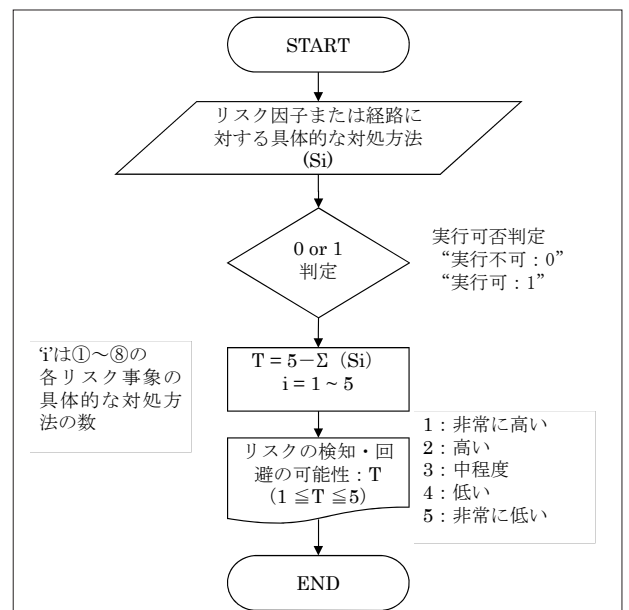 START
リスク因子または経路に
対する具体的な対処方法
(Si)
0 or 1
判定
実行可否判定
“実行不可：0”
“実行可：1”
‘i’は①～⑧の
各リスク事象の
具体的な対処方
法の数
T = 5－Σ（Si）
i = 1 ~ 5
リスクの検知・回
避の可能性：T
（1 ≦T ≦5）
1：非常に高い
2：高い
3：中程度
4：低い
5：非常に低い
END